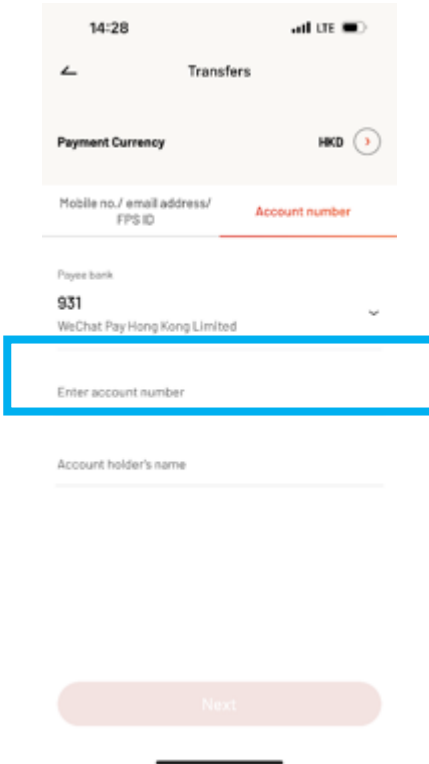 14:28
LTE
Transfers
Payment Currency
HKD
Mobile no./ email address/
FPS ID
Account number
Payee bank
931
WeChat Pay Hong Kong Limited
Enter account number
Account holder's name
Next